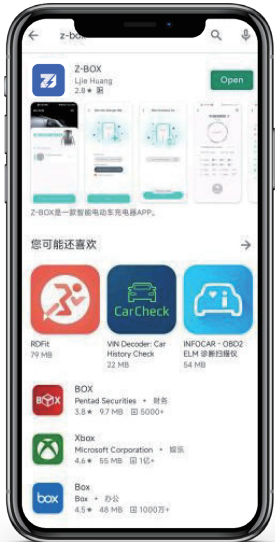 z-box
Z-BOX
Ljie Huang
2.8★
Open
Z-BOX是一款智能电动车充电器APP。
您可能还喜欢
CarCheck
RDFit
79 MB
VIN Decoder: Car
History Check
22 MB
INFOCAR - OBD2
ELM 诊断扫描仪
54 MB
BOX
BOX
Pentad Securities • 财务
3.8★ 9.7 MB 5000+
Xbox
Microsoft Corporation • 娱乐
4.6★ 55 MB 1亿+
box
Box
Box • 办公
4.5★ 48 MB 1000万+